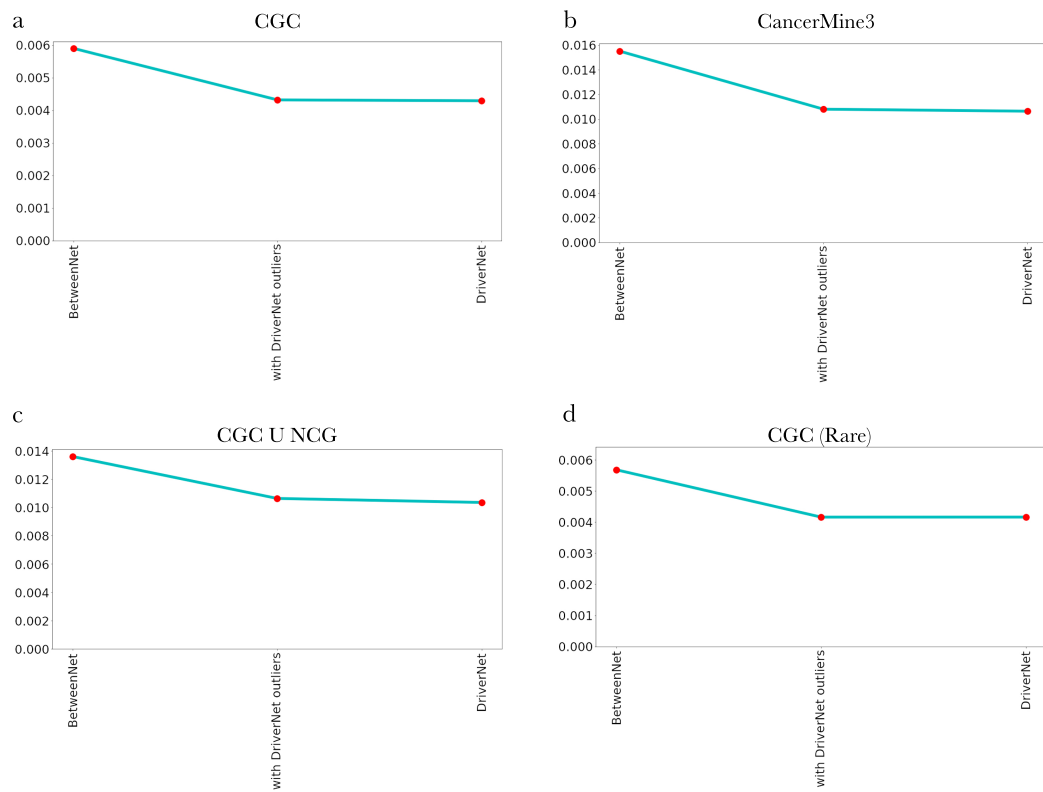 a
CGC
0.006
0.005
0.004
0.003
0.002
0.001
0.000
BetweenNet
with DriverNet outliers
DriverNet
b
CancerMine3
0.016
0.014
0.012
0.010
0.008
0.006
0.004
0.002
0.000
BetweenNet
with DriverNet outliers
DriverNet
c
CGC U NCG
0.014
0.012
0.010
0.008
0.006
0.004
0.002
0.000
BetweenNet
with DriverNet outliers
DriverNet
d
CGC (Rare)
0.006
0.005
0.004
0.003
0.002
0.001
0.000
BetweenNet
with DriverNet outliers
DriverNet